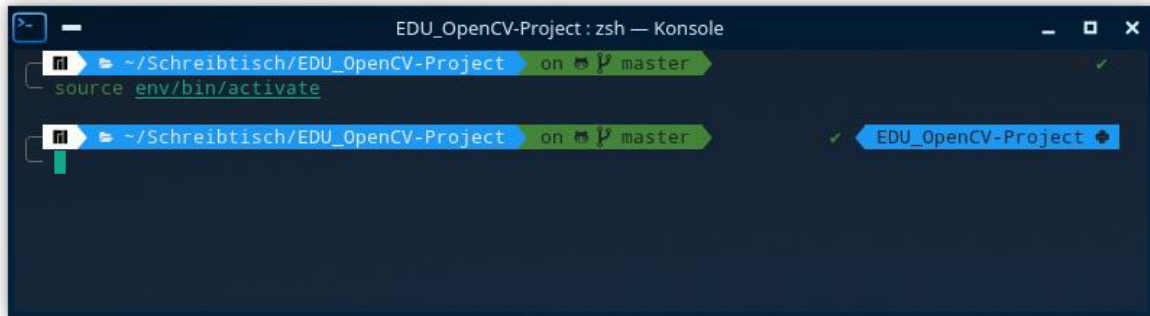 EDU_OpenCV-Project : zsh — Konsole
~/Schreibtisch/EDU_OpenCV-Project on master ✔
source env/bin/activate
~/Schreibtisch/EDU_OpenCV-Project on master ✔ EDU_OpenCV-Project